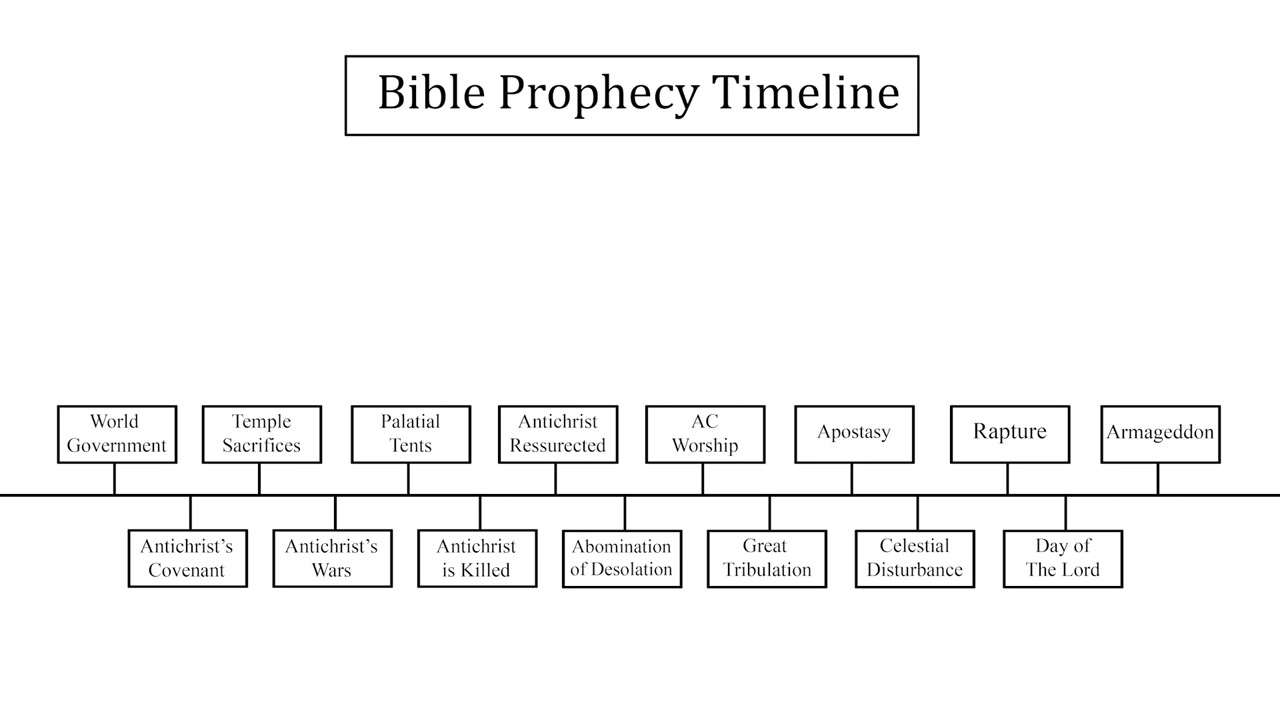 Bible Prophecy Timeline
World
Government
Temple
Sacrifices
Palatial
Tents
Antichrist
Ressurected
AC
Worship
Apostasy
Rapture
Armageddon
Antichrist’s
Covenant
Antichrist’s
Wars
Antichrist
is Killed
Abomination
of Desolation
Great
Tribulation
Celestial
Disturbance
Day of
The Lord